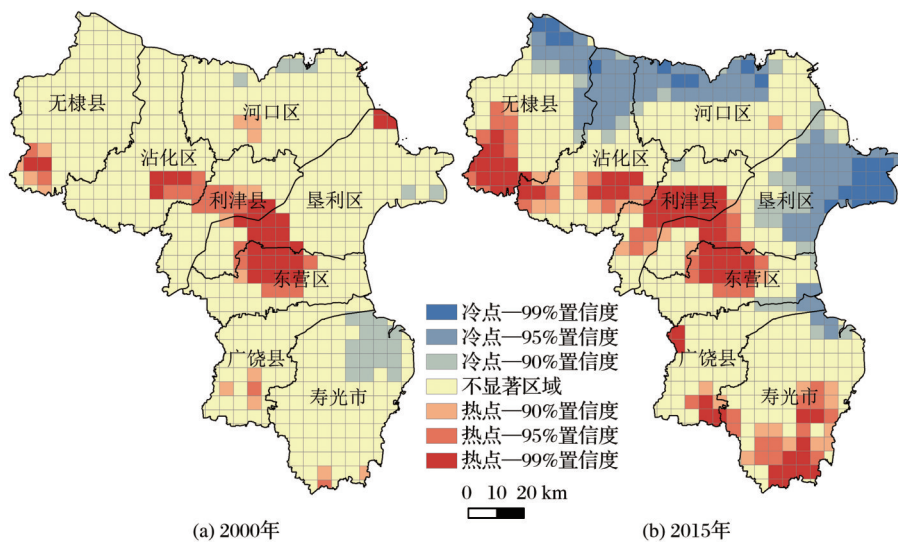 无棣县
沾化区
河口区
利津县
垦利区
东营区
广饶县
寿光市
无棣县
沾化区
河口区
利津县
垦利区
东营区
广饶县
寿光市
冷点—99%置信度
冷点—95%置信度
冷点—90%置信度
不显著区域
热点—90%置信度
热点—95%置信度
热点—99%置信度
0 10 20 km
(a) 2000年
(b) 2015年